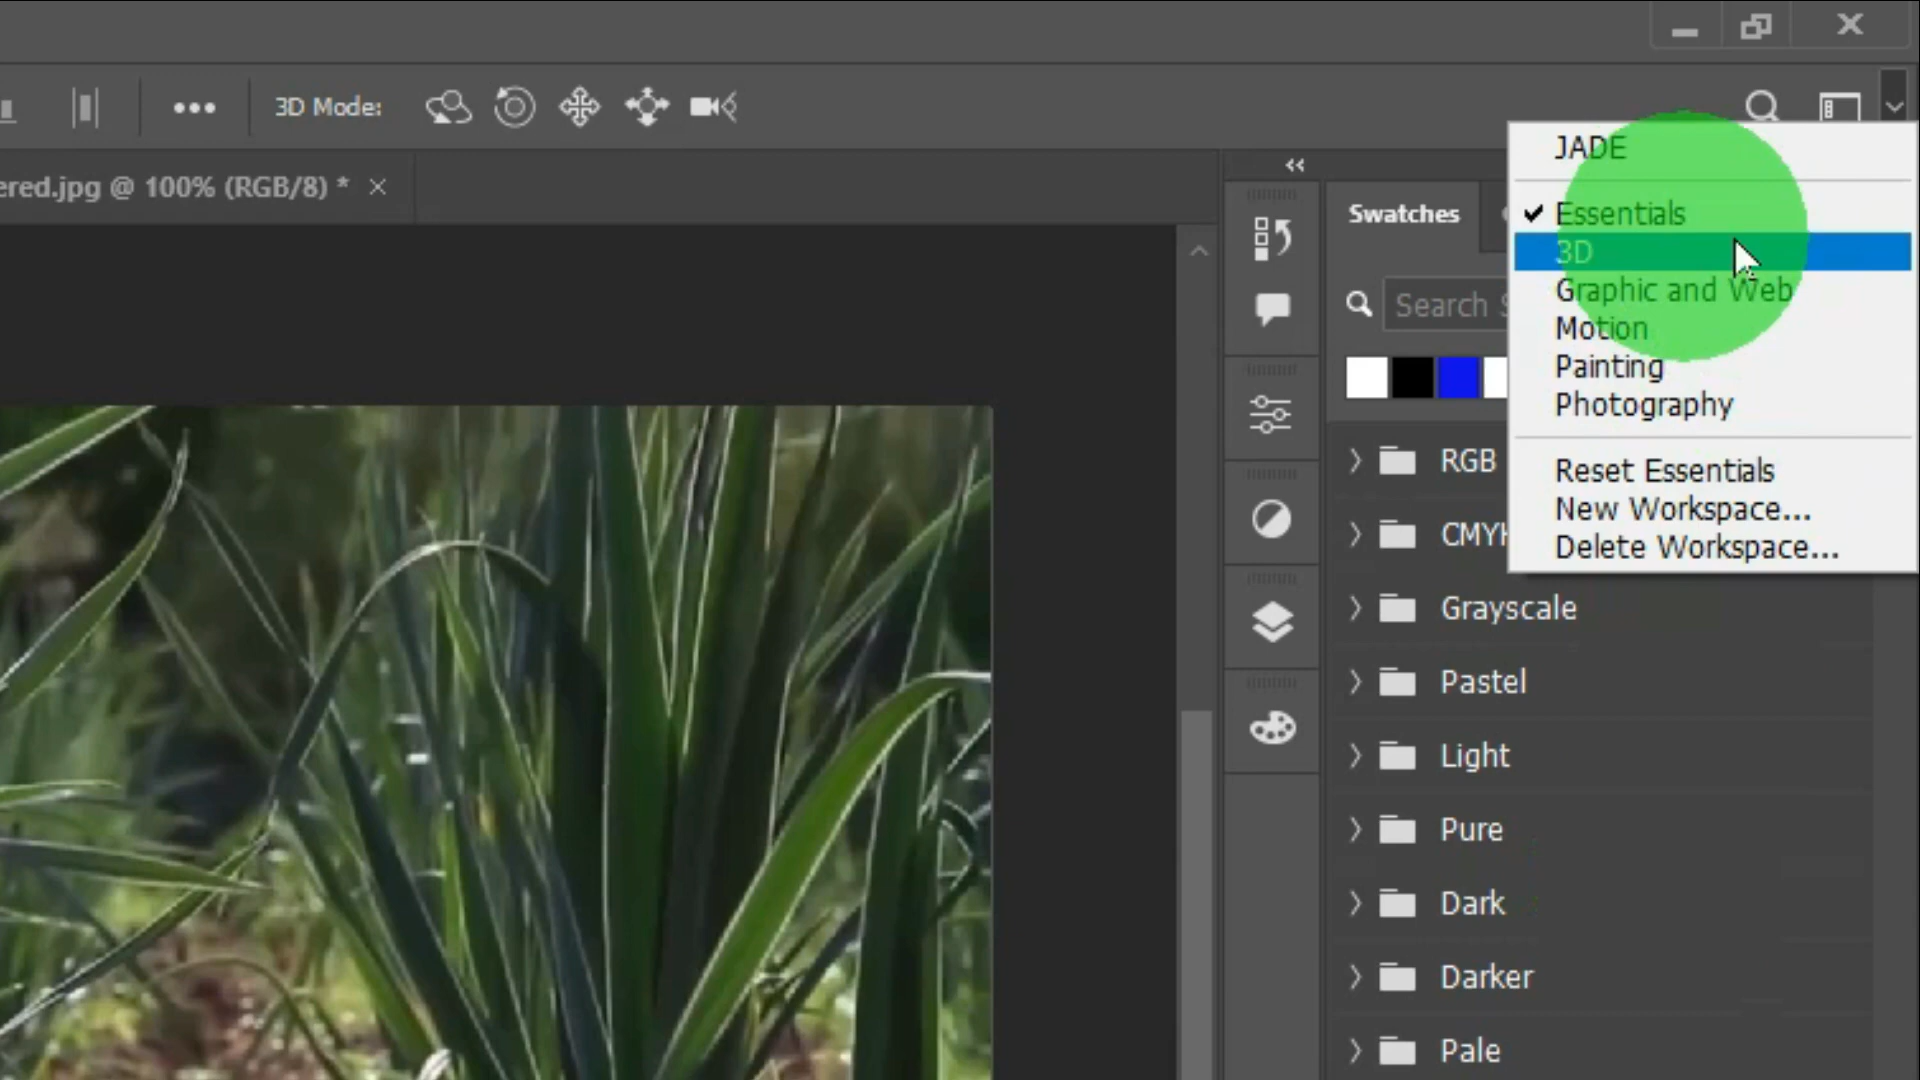 3D Mode:
ered.jpg @ 100% (RGB/8) *
Swatches
Search
RGB
CMYK
Grayscale
Pastel
Light
Pure
Dark
Darker
Pale
JADE
Essentials
3D
Graphic and Web
Motion
Painting
Photography
Reset Essentials
New Workspace...
Delete Workspace...